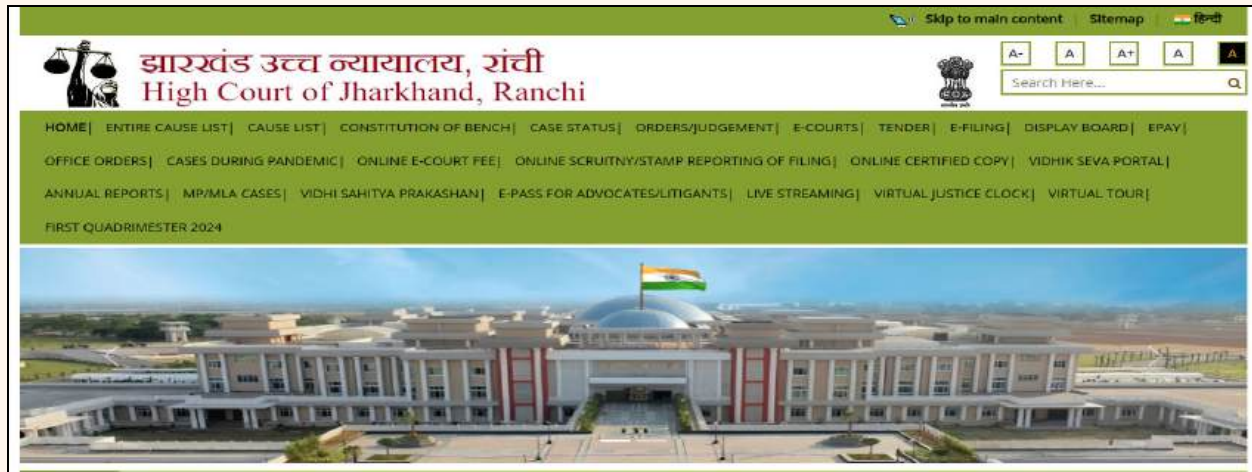 Skip to main content | Sitemap | हिन्दी
झारखंड उच्च न्यायालय, रांची
High Court of Jharkhand, Ranchi
A- A A+ A A
Search Here...
HOME| ENTIRE CAUSE LIST| CAUSE LIST| CONSTITUTION OF BENCH| CASE STATUS| ORDERS/JUDGEMENT| E-COURTS| TENDER| E-FILING| DISPLAY BOARD| EPAY|
OFFICE ORDERS| CASES DURING PANDEMIC| ONLINE E-COURT FEE| ONLINE SCRUITNY/STAMP REPORTING OF FILING| ONLINE CERTIFIED COPY| VIDHIK SEVA PORTAL|
ANNUAL REPORTS| MP/MLA CASES| VIDHI SAHITYA PRAKASHAN| E-PASS FOR ADVOCATES/LITIGANTS| LIVE STREAMING| VIRTUAL JUSTICE CLOCK| VIRTUAL TOUR|
FIRST QUADRIMESTER 2024